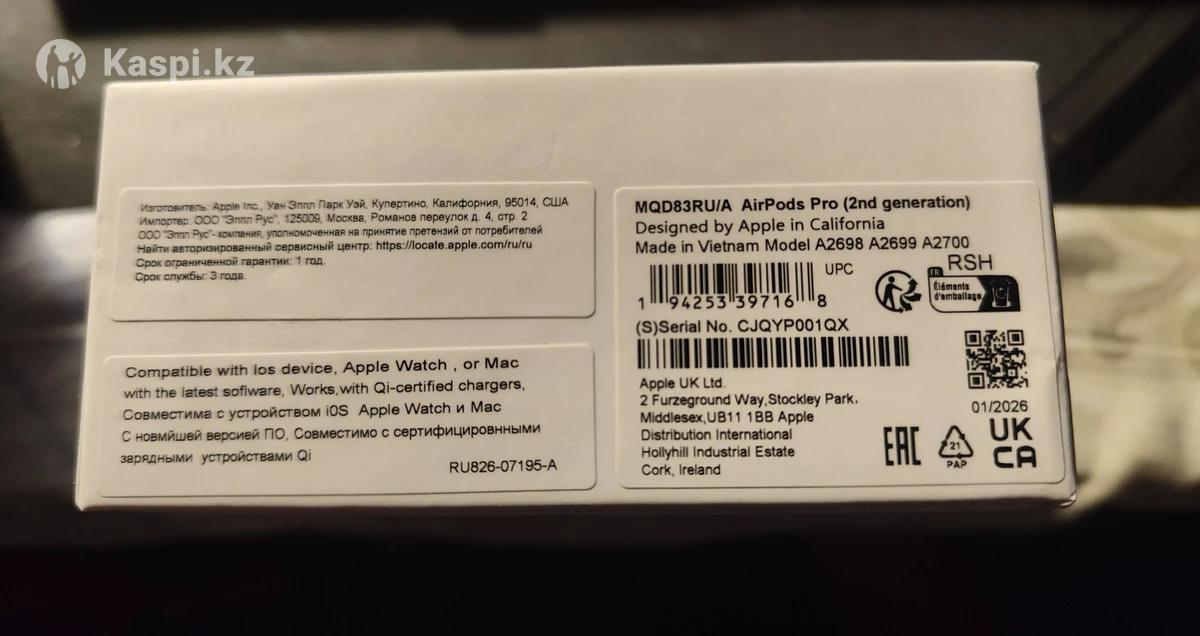 Kaspi.kz
Изготовитель: Apple Inc., Уан Эппл Парк Уэй, Купертино, Калифорния, 95014, США
Импортер: ООО "Эппл Рус", 125009, Москва, Романов переулок д. 4, стр. 2
ООО "Эппл Рус"- компания, уполномоченная на принятие претензий от потребителей
Найти авторизированный сервисный центр: https://locate.apple.com/ru/ru
Срок ограниченной гарантии: 1 год.
Срок службы: 3 года.
Compatible with Ios device, Apple Watch , or Mac
with the latest sofiware, Works,with Qi-certified chargers,
Совместима с устройством iOS Apple Watch и Mac
С новмйшей версией ПО, Совместимо с сертифицировнными
зарядными устройствами Qi
RU826-07195-A
MQD83RU/A AirPods Pro (2nd generation)
Designed by Apple in California
Made in Vietnam Model A2698 A2699 A2700
UPC
RSH
1 94253 39716 8
FR
Éléments
d'emballage
(S)Serial No. CJQYP001QX
Apple UK Ltd.
2 Furzeground Way,Stockley Park,
Middlesex,UB11 1BB Apple
Distribution International
Hollyhill Industrial Estate
Cork, Ireland
EAC
21
PAP
01/2026
UK
CA